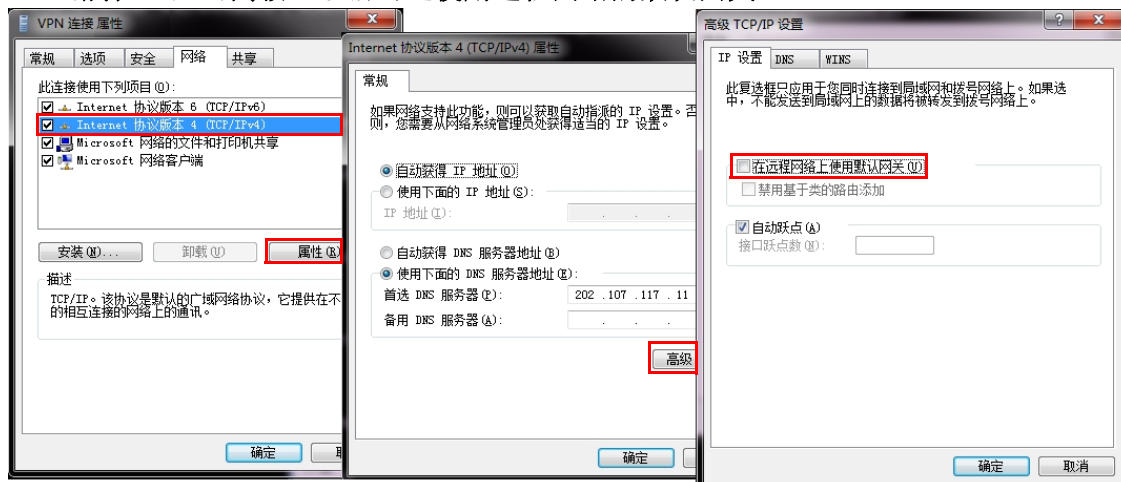 VPN 连接 属性
常规 选项 安全 网络 共享
此连接使用下列项目(O):
Internet 协议版本 6 (TCP/IPv6)
Internet 协议版本 4 (TCP/IPv4)
Microsoft 网络的文件和打印机共享
Microsoft 网络客户端
安装(N)... 卸载(U) 属性(R)
描述
TCP/IP。该协议是默认的广域网络协议，它提供在不
的相互连接的网络上的通讯。
确定
Internet 协议版本 4 (TCP/IPv4) 属性
常规
如果网络支持此功能，则可以获取自动指派的 IP 设置。否
则，您需要从网络系统管理员处获得适当的 IP 设置。
自动获得 IP 地址(O)
使用下面的 IP 地址(S):
IP 地址(I):
自动获得 DNS 服务器地址(B)
使用下面的 DNS 服务器地址(E):
首选 DNS 服务器(P): 202 .107 .117 . 11
备用 DNS 服务器(A):
高级
确定
高级 TCP/IP 设置
IP 设置 DNS WINS
此复选框只应用于您同时连接到局域网和拨号网络上。如果选
中，不能发送到局域网上的数据将被转发到拨号网络上。
在远程网络上使用默认网关(U)
禁用基于类的路由添加
自动跃点(A)
接口跃点数(N):
确定 取消